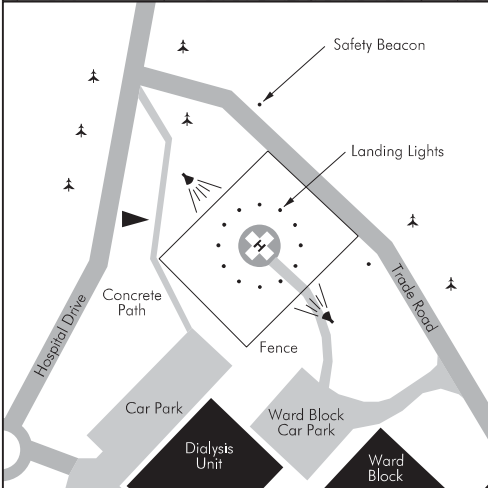 Safety Beacon
Landing Lights
H
Trade Road
Hospital Drive
Concrete
Path
Fence
Car Park
Ward Block
Car Park
Dialysis
Unit
Ward
Block